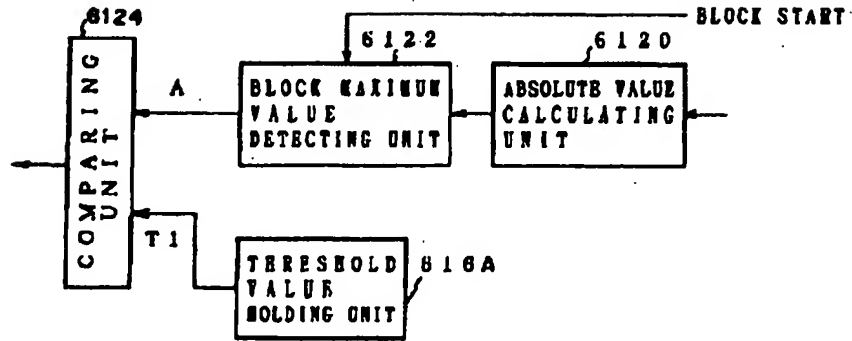 6124
BLOCK START
6122
6120
COMPARING
UNIT
A
BLOCK MAXIMUM
VALUE
DETECTING UNIT
ABSOLUTE VALUE
CALCULATING
UNIT
T1
THRESHOLD
VALUE
HOLDING UNIT
616A